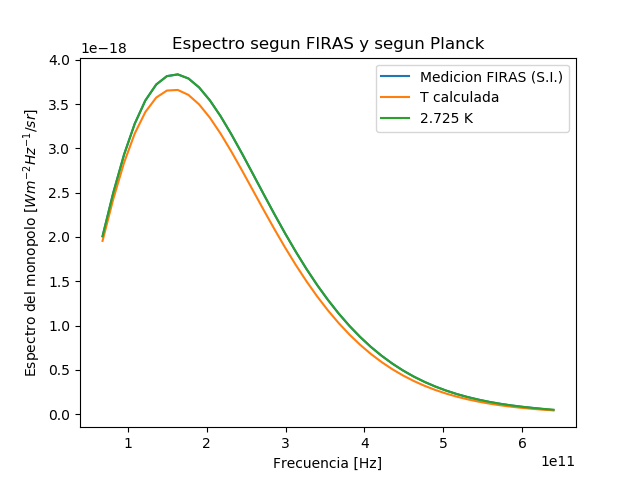 Espectro segun FIRAS y segun Planck
1e−18
Medicion FIRAS (S.I.)
T calculada
2.725 K
4.0
3.5
3.0
2.5
2.0
1.5
1.0
0.5
0.0
Espectro del monopolo [Wm⁻²Hz⁻¹/sr]
1 2 3 4 5 6
1e11
Frecuencia [Hz]